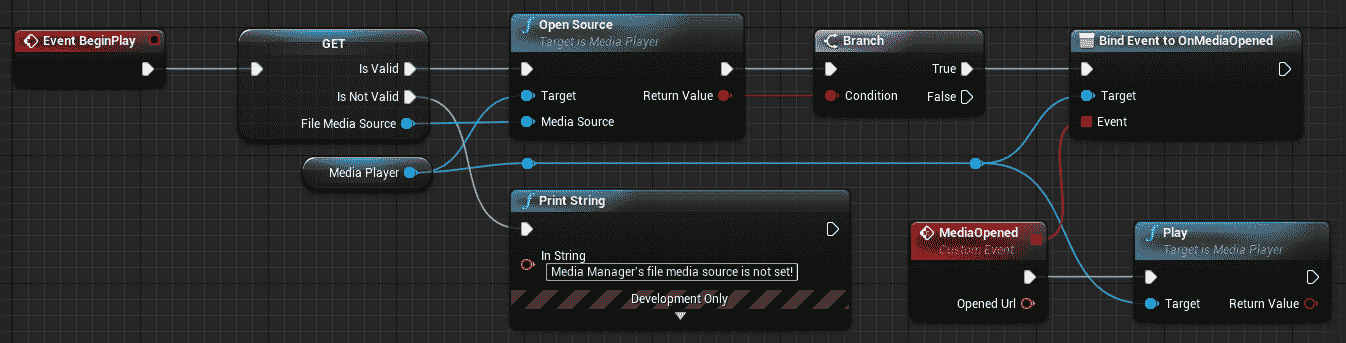 Event BeginPlay
GET
Is Valid
Is Not Valid
File Media Source
Media Player
Open Source
Target is Media Player
Target
Return Value
Media Source
Branch
True
Condition
False
Bind Event to OnMediaOpened
Target
Event
Print String
In String
Media Manager's file media source is not set!
Development Only
MediaOpened
Custom Event
Opened Url
Play
Target is Media Player
Target
Return Value